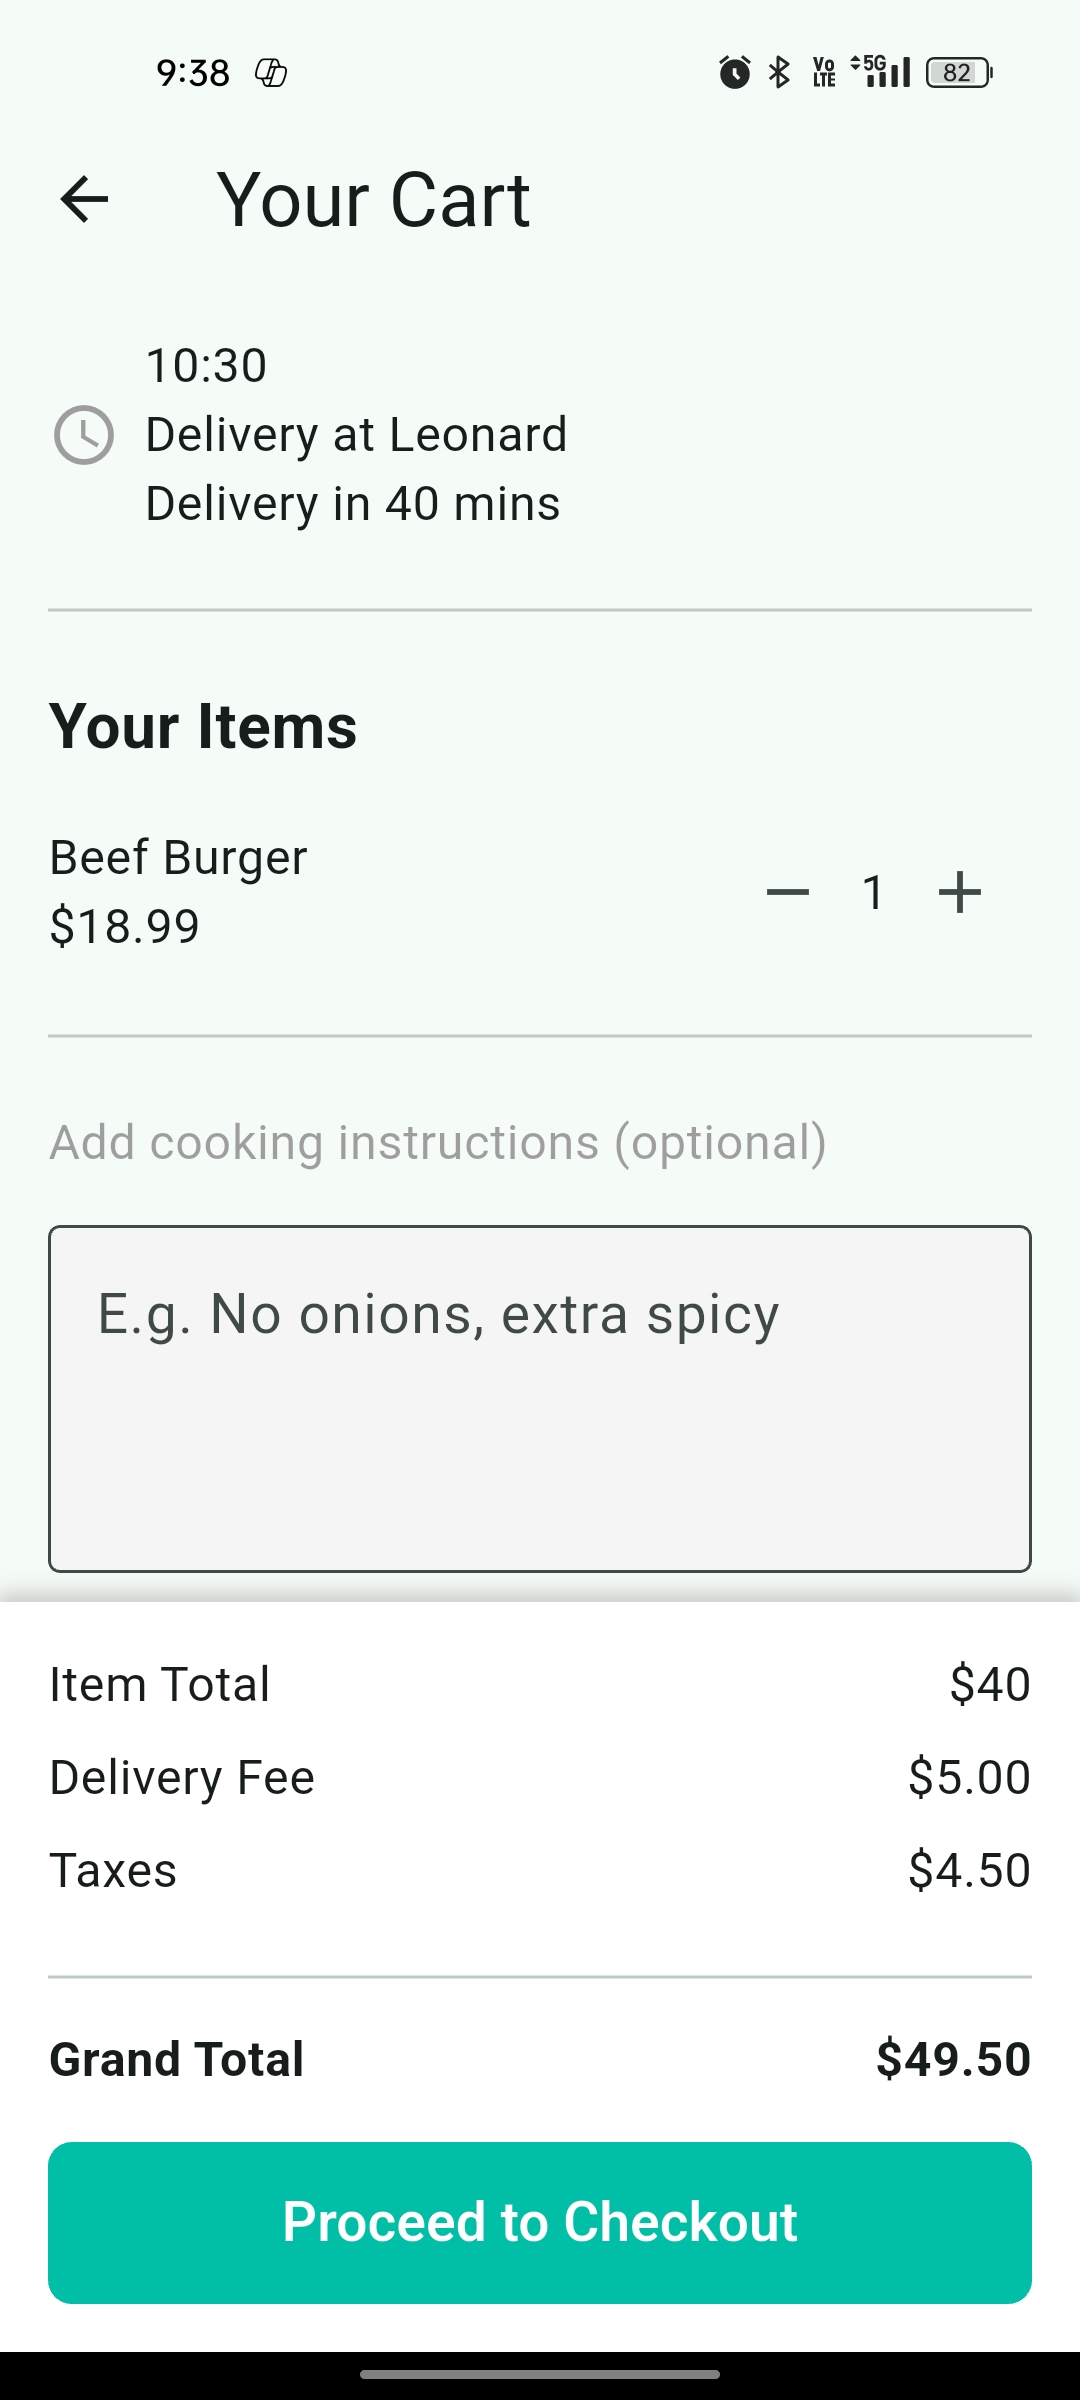 9:38
Vo LTE 5G 82
Your Cart
10:30
Delivery at Leonard
Delivery in 40 mins
Your Items
Beef Burger
$18.99
1
Add cooking instructions (optional)
E.g. No onions, extra spicy
Item Total $40
Delivery Fee $5.00
Taxes $4.50
Grand Total $49.50
Proceed to Checkout